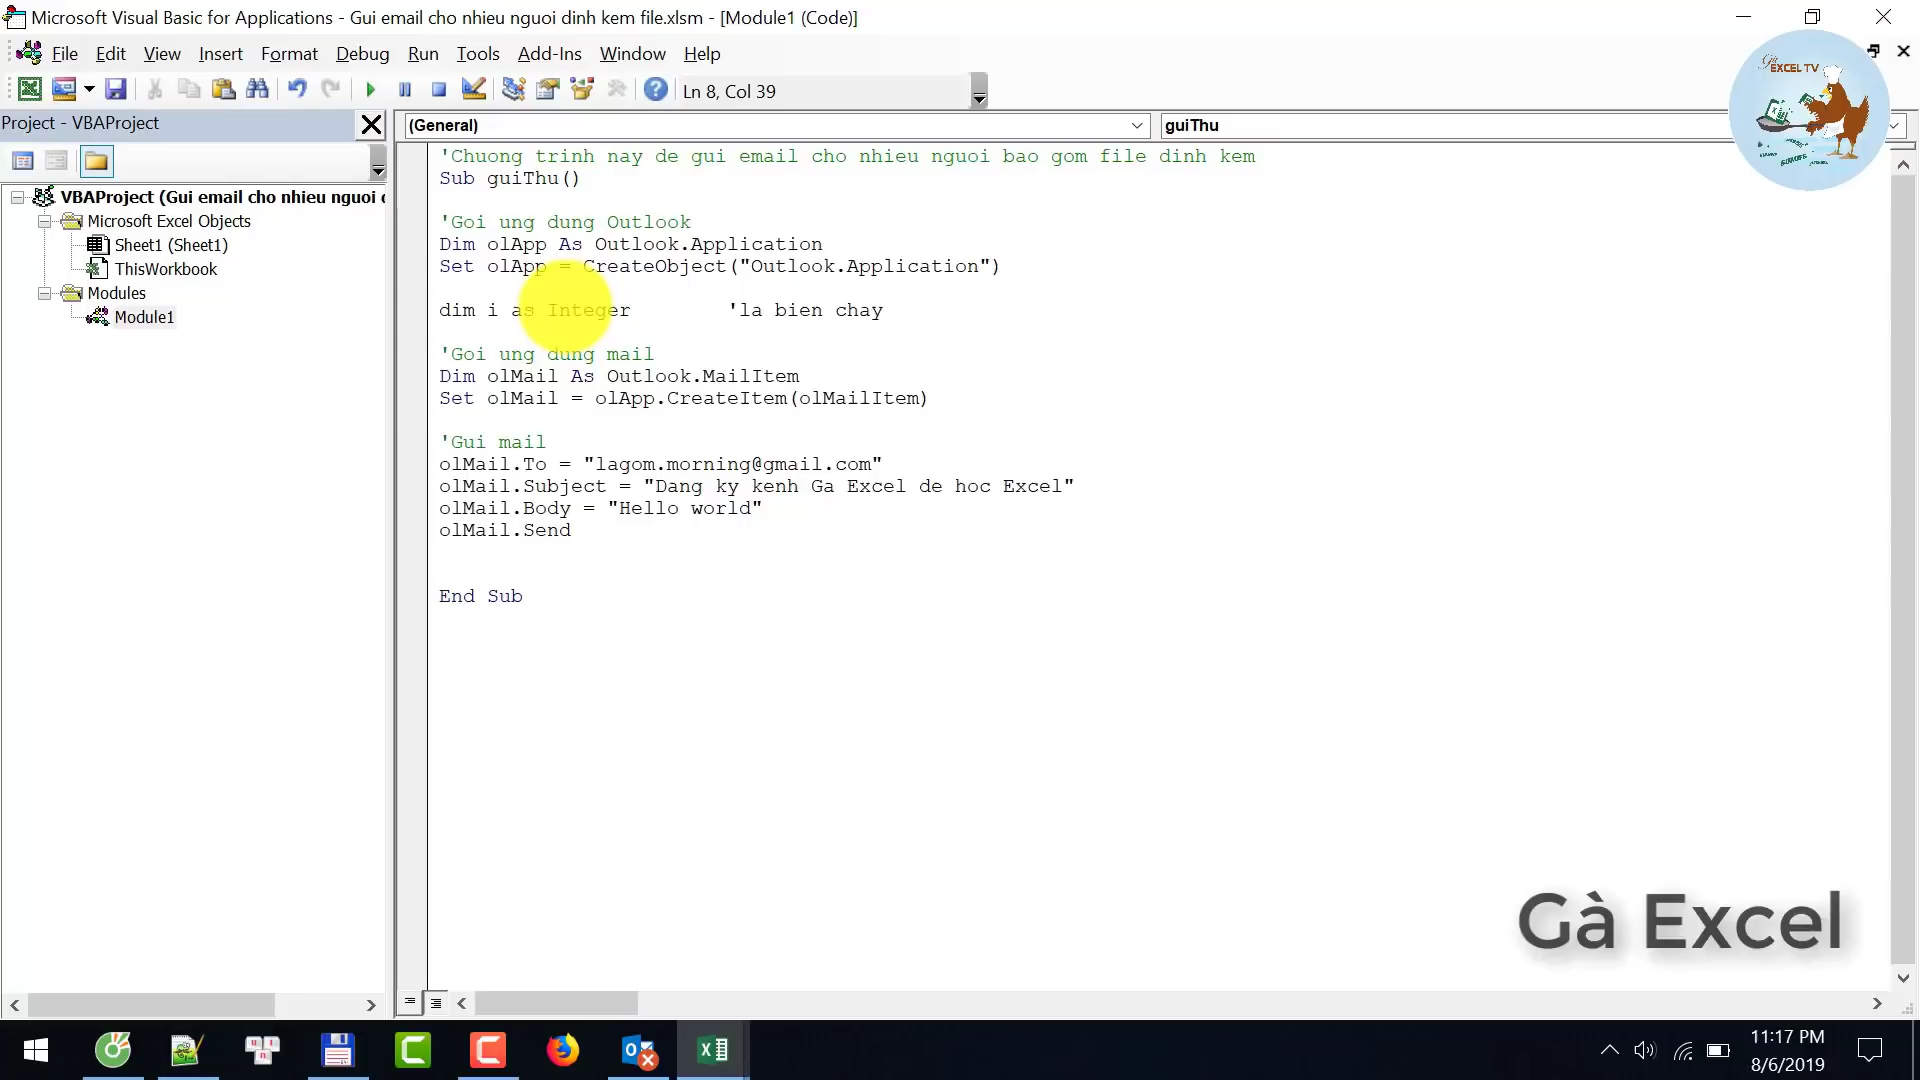 Microsoft Visual Basic for Applications - Gui email cho nhieu nguoi dinh kem file.xlsm - [Module1 (Code)]
File Edit View Insert Format Debug Run Tools Add-Ins Window Help
Ln 8, Col 39
EXCEL TV
Project - VBAProject
(General)
guiThu
VBAProject (Gui email cho nhieu nguoi
Microsoft Excel Objects
Sheet1 (Sheet1)
ThisWorkbook
Modules
Module1
'Chuong trinh nay de gui email cho nhieu nguoi bao gom file dinh kem
Sub guiThu()
'Goi ung dung Outlook
Dim olApp As Outlook.Application
Set olApp = CreateObject("Outlook.Application")
dim i as Integer 'la bien chay
'Goi ung dung mail
Dim olMail As Outlook.MailItem
Set olMail = olApp.CreateItem(olMailItem)
'Gui mail
olMail.To = "lagom.morning@gmail.com"
olMail.Subject = "Dang ky kenh Ga Excel de hoc Excel"
olMail.Body = "Hello world"
olMail.Send
End Sub
Gà Excel
11:17 PM
8/6/2019